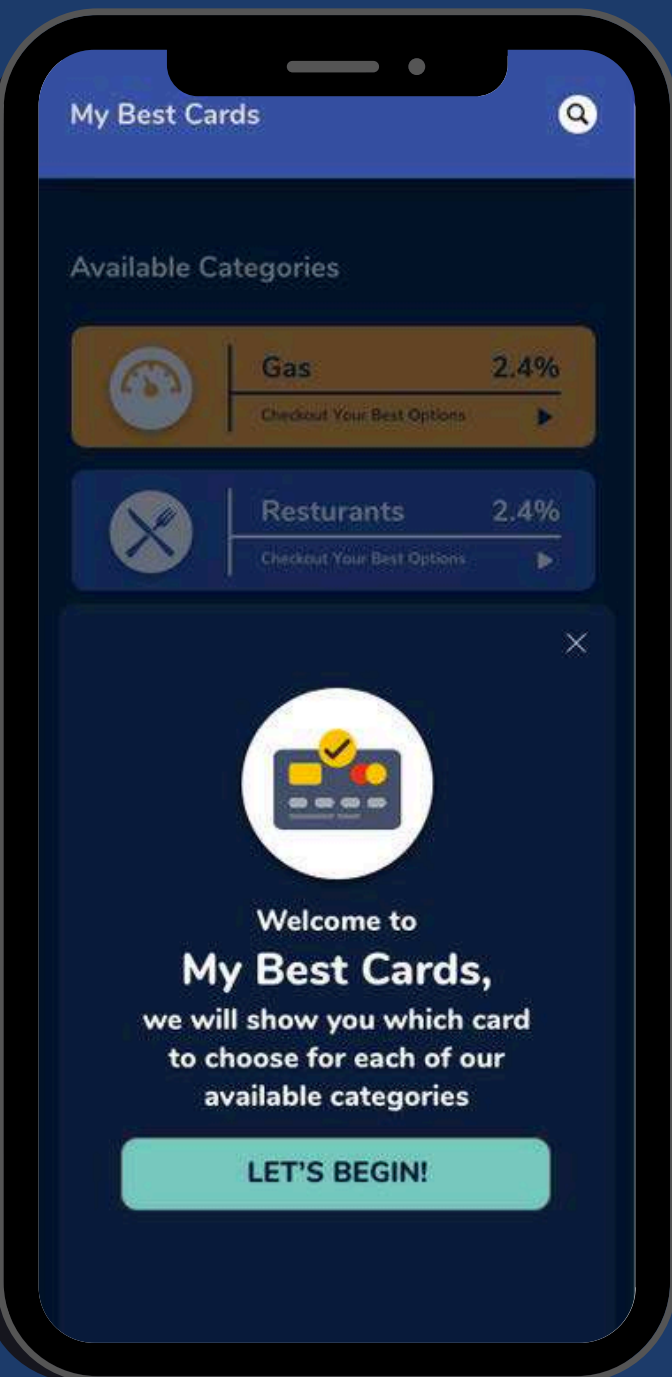 My Best Cards
Available Categories
Gas 2.4%
Checkout Your Best Options
Resturants 2.4%
Checkout Your Best Options
Welcome to
My Best Cards,
we will show you which card
to choose for each of our
available categories
LET'S BEGIN!